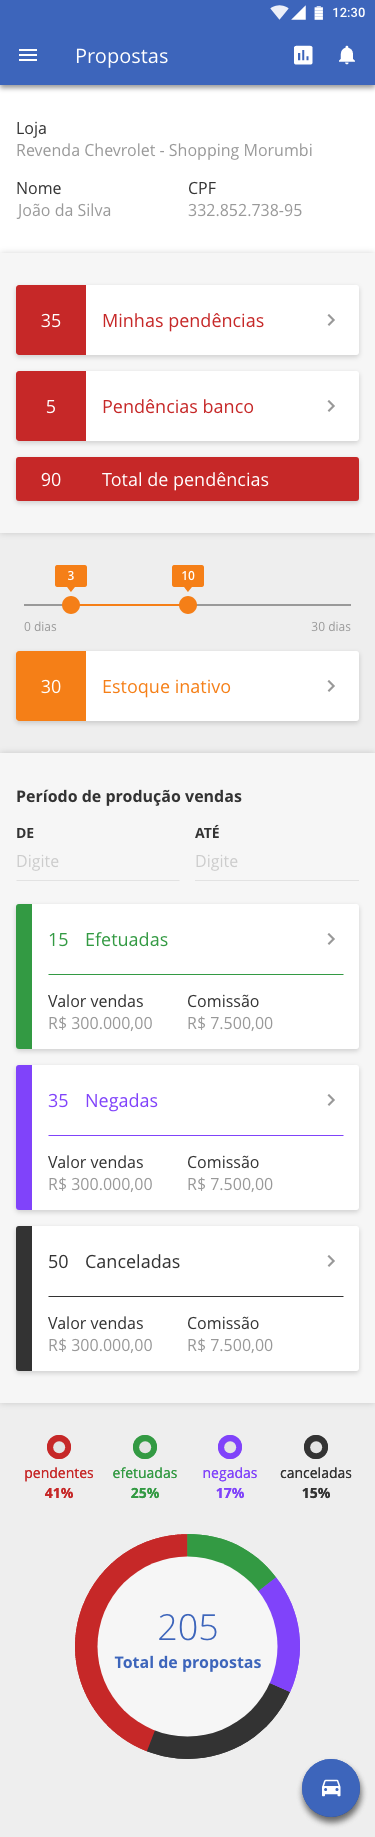 12:30
Propostas
Loja
Revenda Chevrolet - Shopping Morumbi
Nome CPF
João da Silva 332.852.738-95
35 Minhas pendências
5 Pendências banco
90 Total de pendências
3 10
0 dias 30 dias
30 Estoque inativo
Período de produção vendas
DE ATÉ
Digite Digite
15 Efetuadas
Valor vendas Comissão
R$ 300.000,00 R$ 7.500,00
35 Negadas
Valor vendas Comissão
R$ 300.000,00 R$ 7.500,00
50 Canceladas
Valor vendas Comissão
R$ 300.000,00 R$ 7.500,00
pendentes efetuadas negadas canceladas
41% 25% 17% 15%
205
Total de propostas